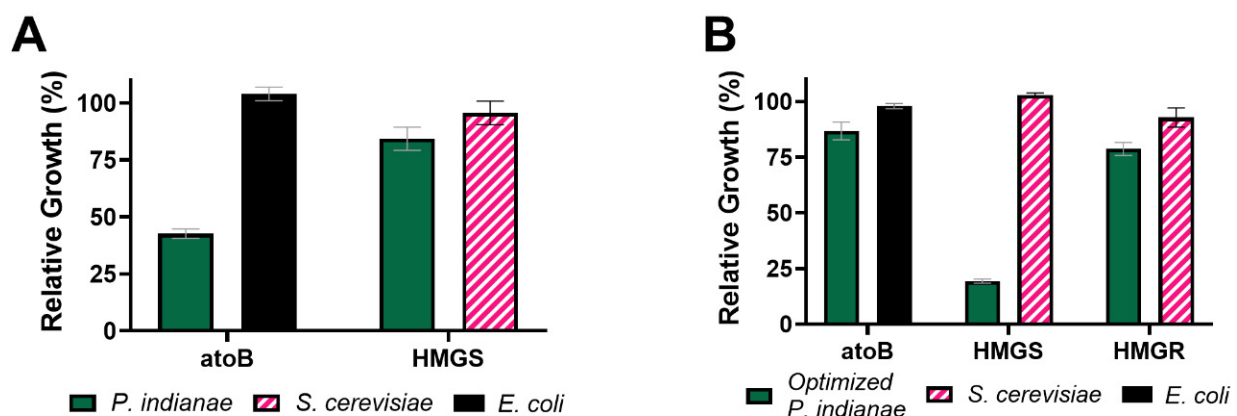 A
Relative Growth (%)
100
75
50
25
0
atoB
HMGS
P. indianae
S. cerevisiae
E. coli
B
Relative Growth (%)
100
75
50
25
0
atoB
HMGS
HMGR
Optimized
P. indianae
S. cerevisiae
E. coli